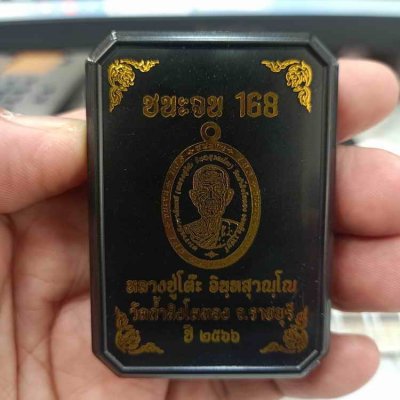 ชนะจน 168
หลวงปู่โต๊ะ อินฺทสุวณฺโณ
วัดถ้ำสิงโตทอง จ.ราชบุรี
ปี ๒๕๖๖